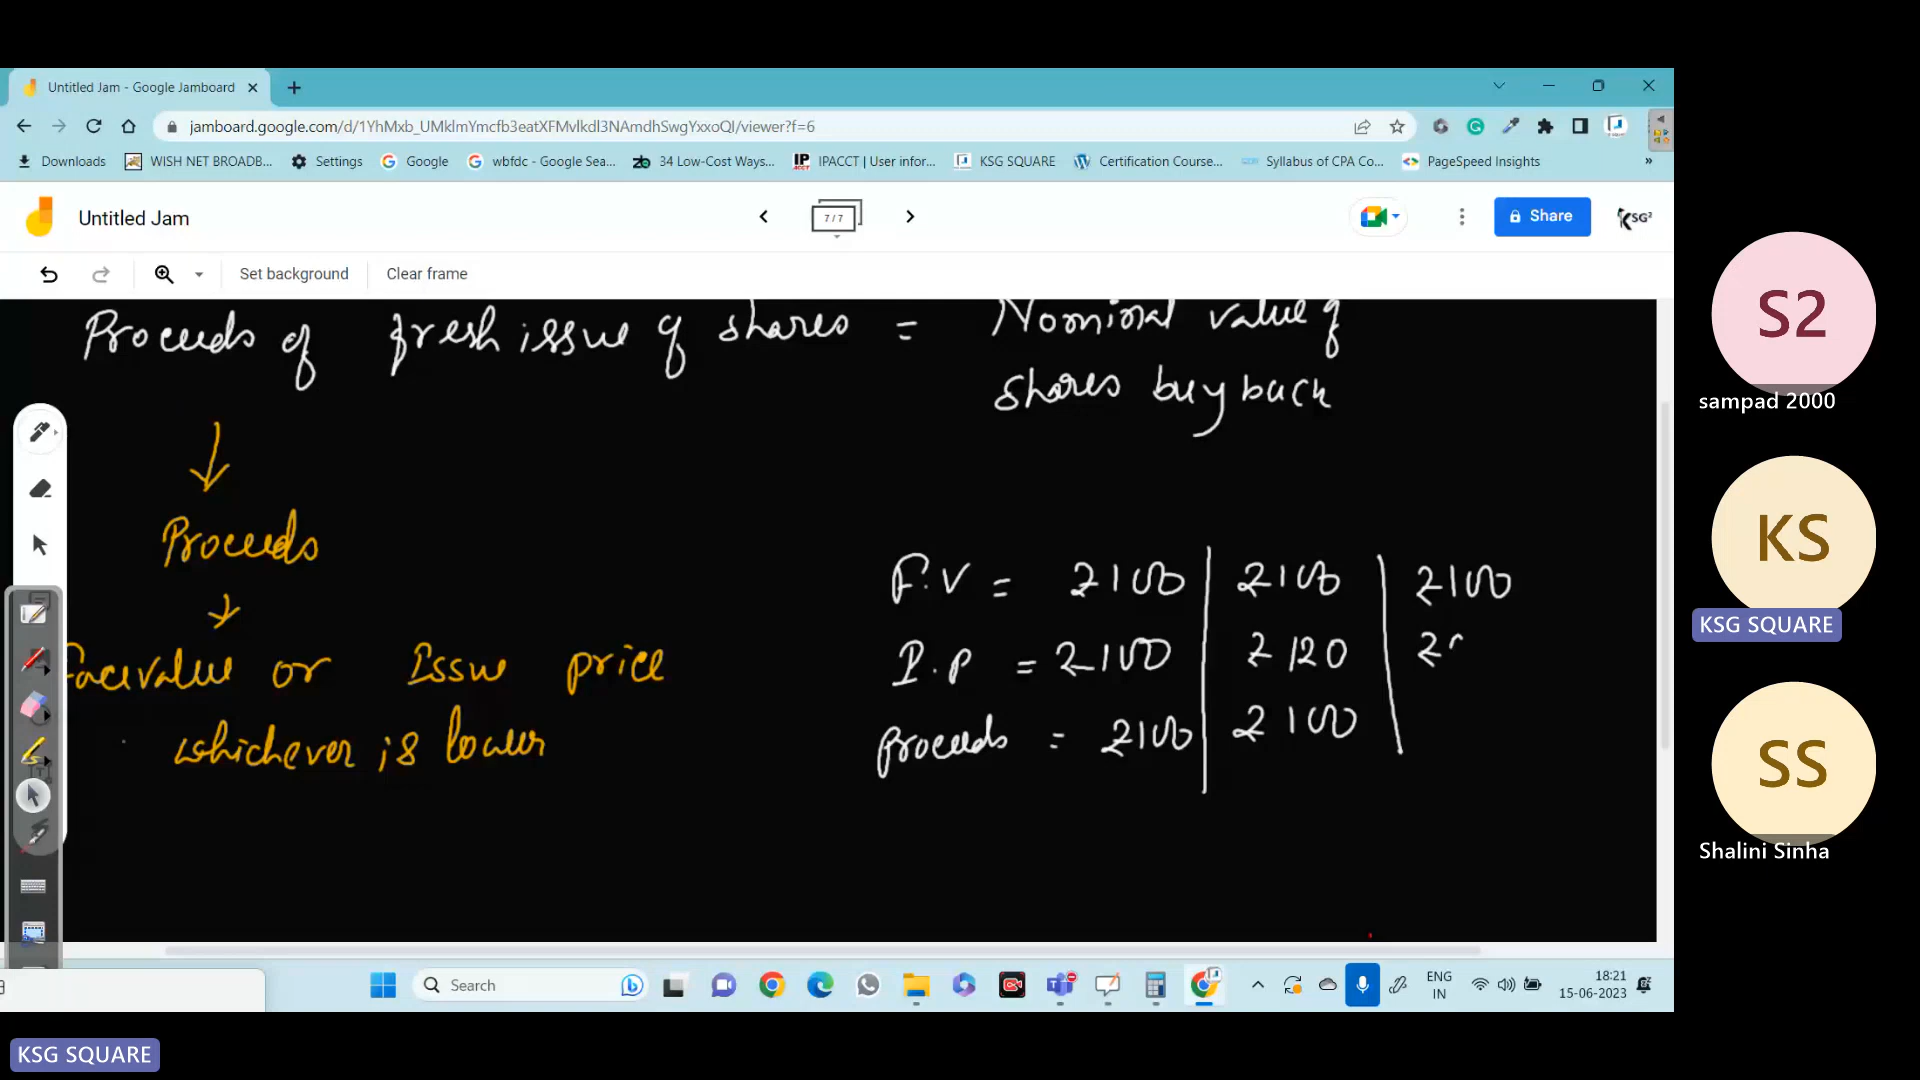 Untitled Jam - Google Jamboard
jamboard.google.com/d/1YhMxb_UMklmYmcfb3eatXFMvlkdl3NAmdhSwgYxxoQI/viewer?f=6
Downloads WISH NET BROADB... Settings Google wbfdc - Google Sea... 34 Low-Cost Ways... IPACCT | User infor... KSG SQUARE Certification Course... Syllabus of CPA Co... PageSpeed Insights »
Untitled Jam
7 / 7
Share
KSG²
Set background Clear frame
Proceeds of fresh issue of shares = Nominal value of
shares buy back
Proceeds
Facevalue or Issue price
whichever is lower
F.V = 2100 2100 2100
I.P = 2100 2120
Proceeds = 2100 2100
S2
sampad 2000
KS
KSG SQUARE
SS
Shalini Sinha
Search
ENG
IN
18:21
15-06-2023
KSG SQUARE